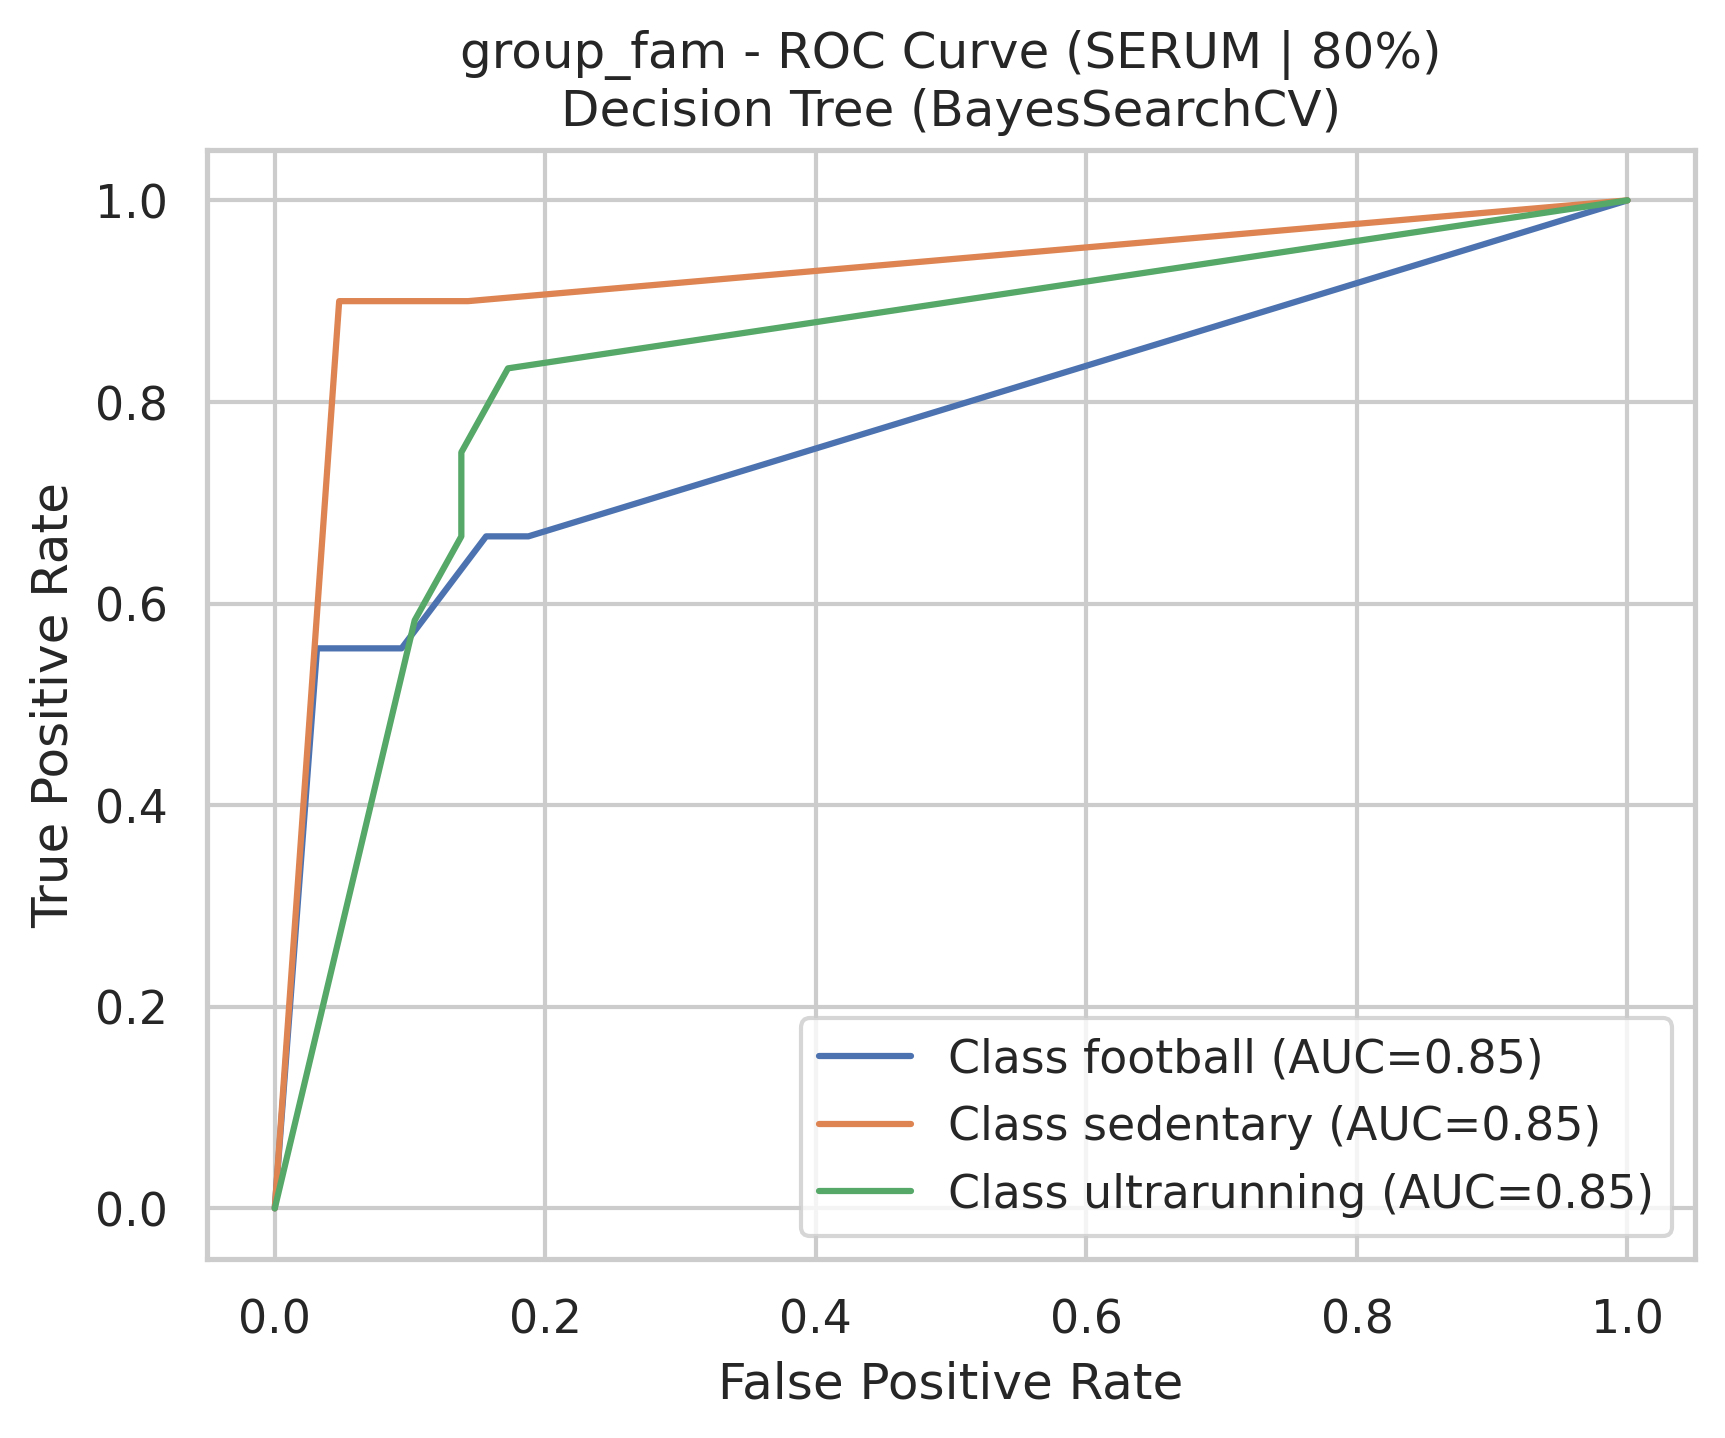 group_fam - ROC Curve (SERUM | 80%)
Decision Tree (BayesSearchCV)
True Positive Rate
1.0
0.8
0.6
0.4
0.2
0.0
Class football (AUC=0.85)
Class sedentary (AUC=0.85)
Class ultrarunning (AUC=0.85)
0.0 0.2 0.4 0.6 0.8 1.0
False Positive Rate